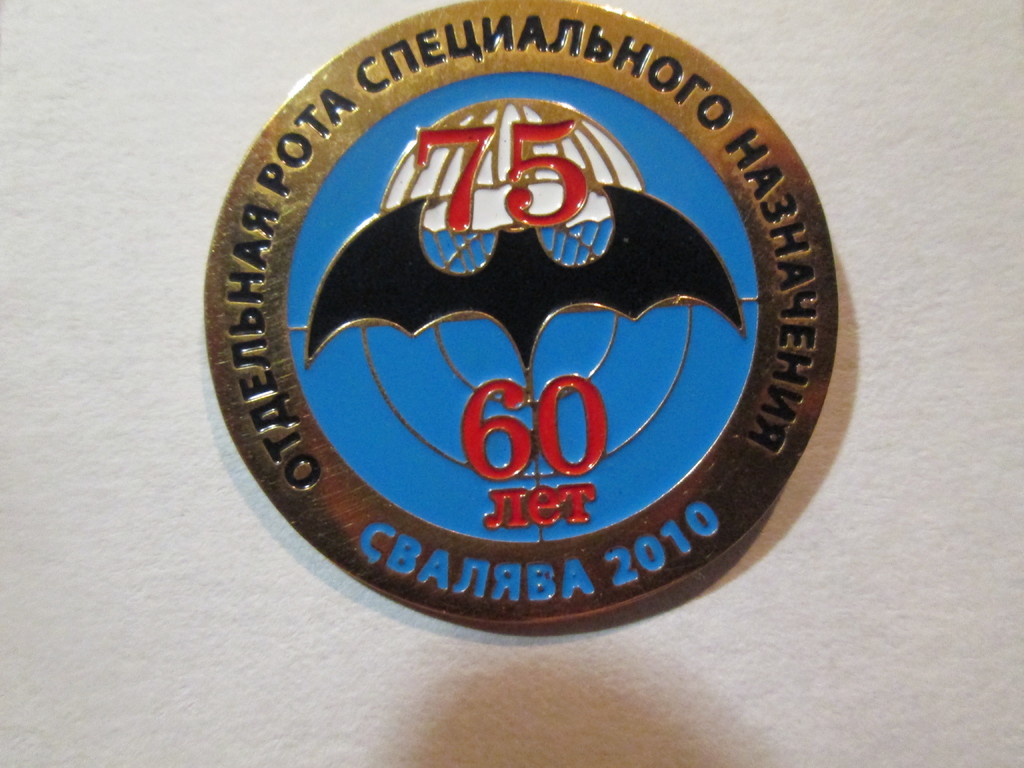 ОТДЕЛЬНАЯ РОТА СПЕЦИАЛЬНОГО НАЗНАЧЕНИЯ
75
60
лет
СВАЛЯВА 2010